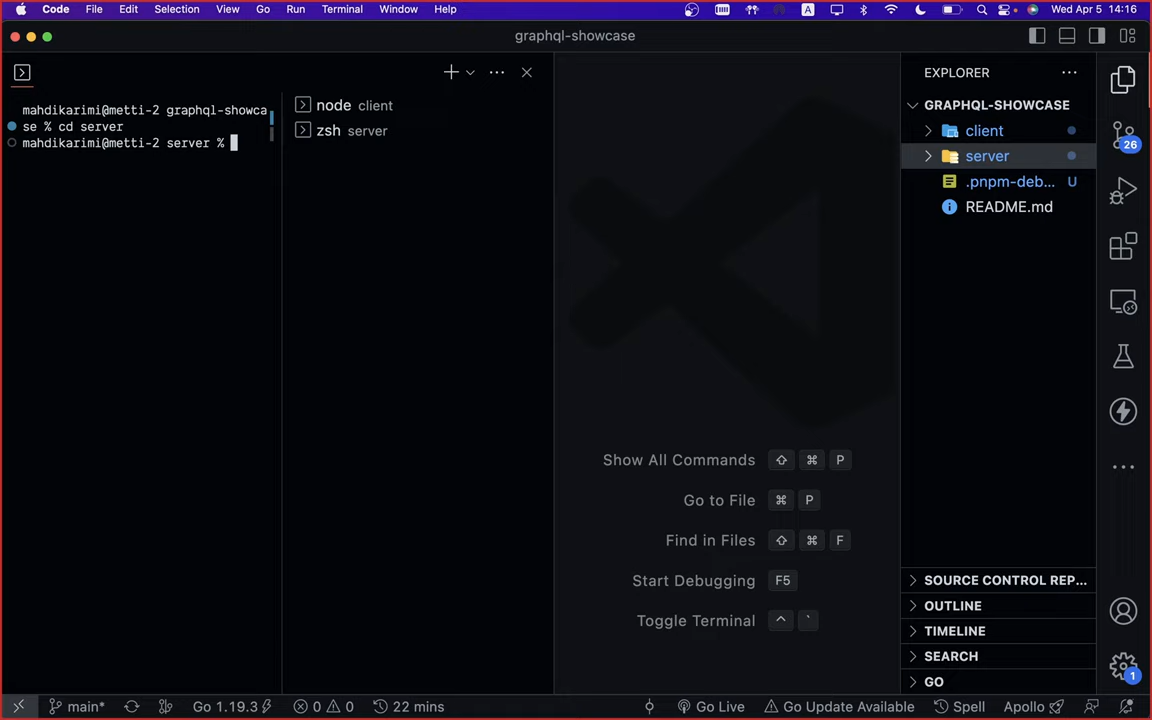 Code File Edit Selection View Go Run Terminal Window Help A Wed Apr 5 14:16
graphql-showcase
node client
zsh server
mahdikarimi@metti-2 graphql-showca
se % cd server
mahdikarimi@metti-2 server %
Show All Commands ⇧ ⌘ P
Go to File ⌘ P
Find in Files ⇧ ⌘ F
Start Debugging F5
Toggle Terminal ^ `
EXPLORER
GRAPHQL-SHOWCASE
client
server
.pnpm-deb... U
README.md
SOURCE CONTROL REP...
OUTLINE
TIMELINE
SEARCH
GO
26
1
main* Go 1.19.3 0 0 22 mins Go Live Go Update Available Spell Apollo